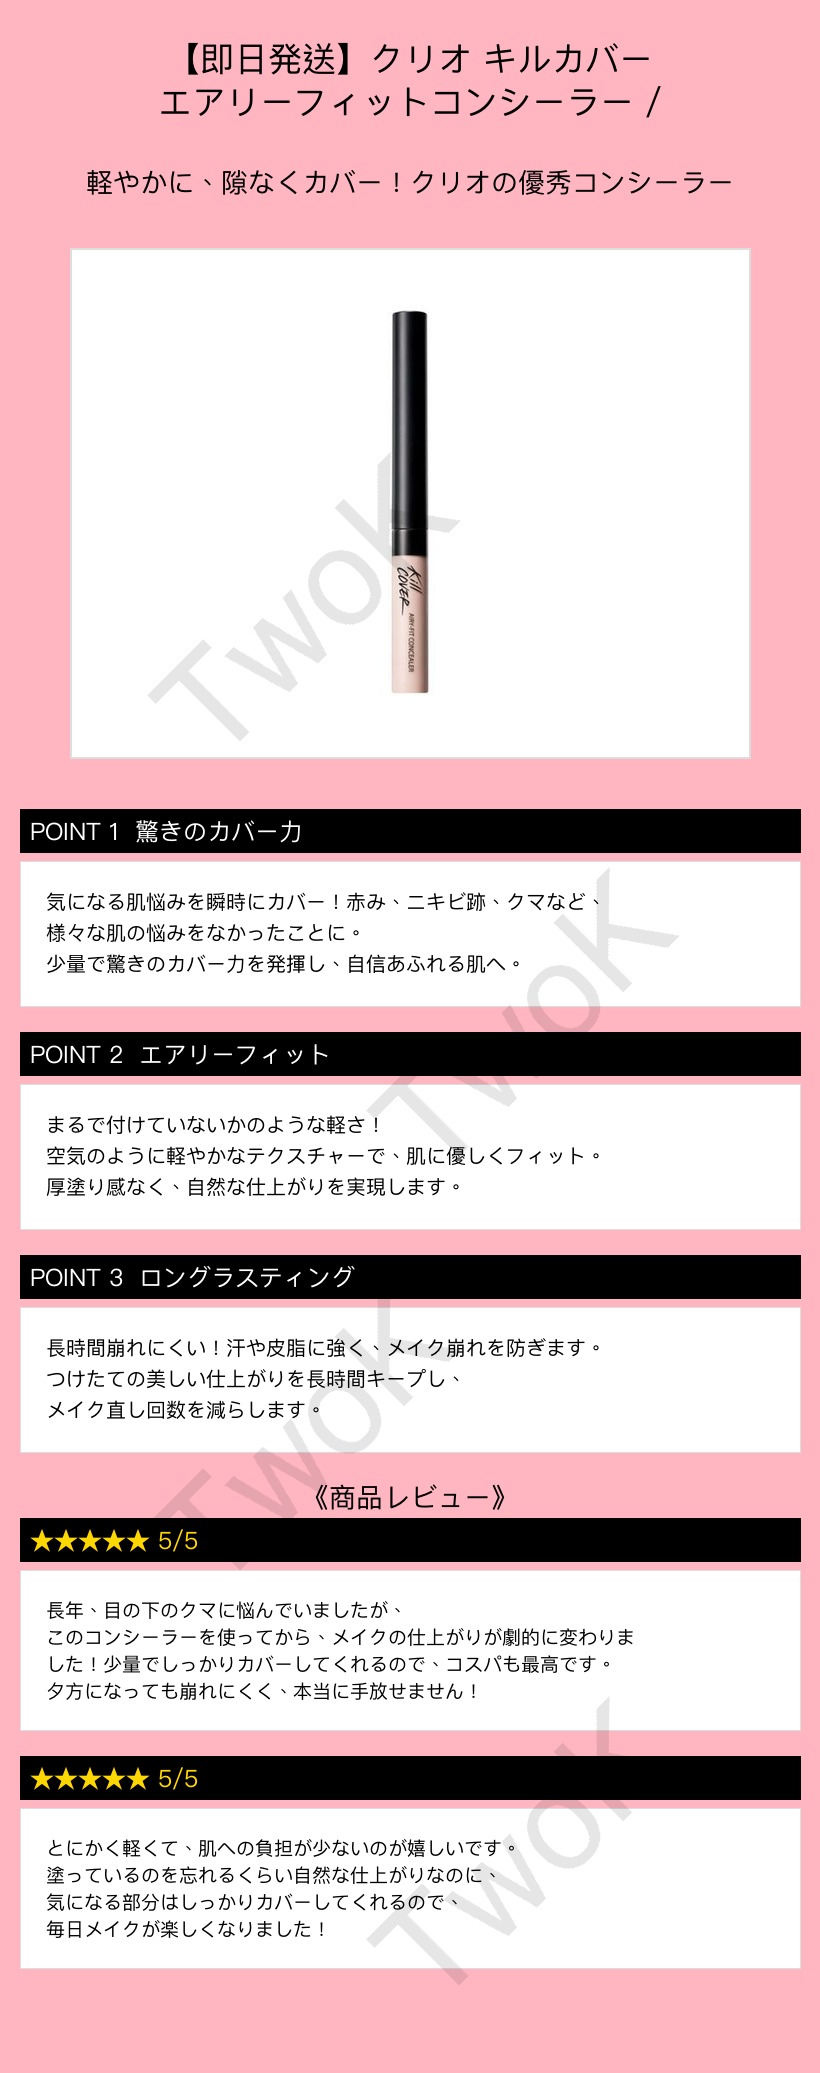 【即日発送】クリオ キルカバー
エアリーフィットコンシーラー /
軽やかに、隙なくカバー！クリオの優秀コンシーラー
Kill
COVER
AIRY-FIT CONCEALER
TwoK
POINT 1 驚きのカバー力
気になる肌悩みを瞬時にカバー！赤み、ニキビ跡、クマなど、
様々な肌の悩みをなかったことに。
少量で驚きのカバー力を発揮し、自信あふれる肌へ。
TwoK
POINT 2 エアリーフィット
まるで付けていないかのような軽さ！
空気のように軽やかなテクスチャーで、肌に優しくフィット。
厚塗り感なく、自然な仕上がりを実現します。
POINT 3 ロングラスティング
長時間崩れにくい！汗や皮脂に強く、メイク崩れを防ぎます。
つけたての美しい仕上がりを長時間キープし、
メイク直し回数を減らします。
TwoK
《商品レビュー》
★★★★★ 5/5
長年、目の下のクマに悩んでいましたが、
このコンシーラーを使ってから、メイクの仕上がりが劇的に変わりま
した！少量でしっかりカバーしてくれるので、コスパも最高です。
夕方になっても崩れにくく、本当に手放せません！
★★★★★ 5/5
とにかく軽くて、肌への負担が少ないのが嬉しいです。
塗っているのを忘れるくらい自然な仕上がりなのに、
気になる部分はしっかりカバーしてくれるので、
毎日メイクが楽しくなりました！
TwoK